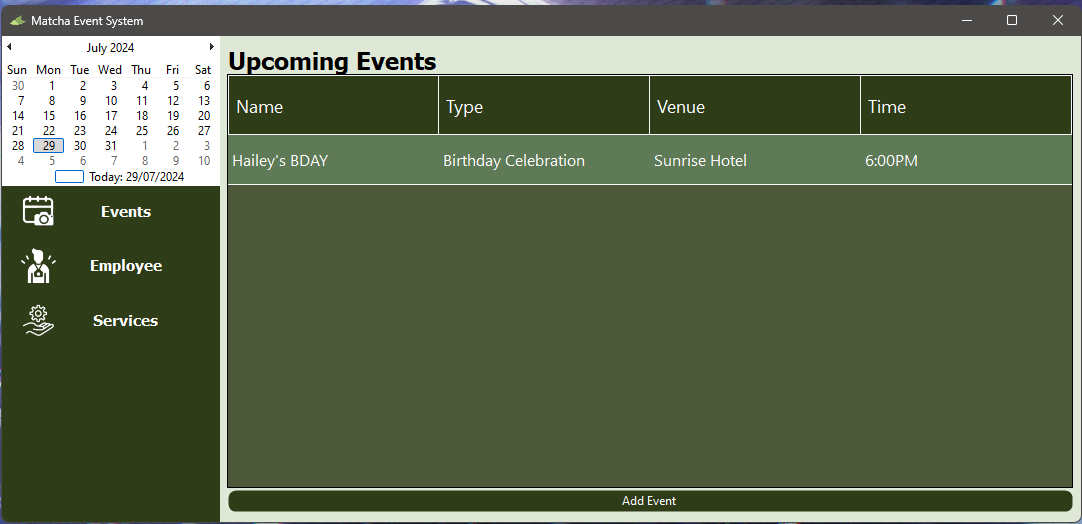 Matcha Event System
July 2024
Sun Mon Tue Wed Thu Fri Sat
30 1 2 3 4 5 6
7 8 9 10 11 12 13
14 15 16 17 18 19 20
21 22 23 24 25 26 27
28 29 30 31 1 2 3
4 5 6 7 8 9 10
Today: 29/07/2024
Events
Employee
Services
Upcoming Events
Name Type Venue Time
Hailey's BDAY Birthday Celebration Sunrise Hotel 6:00PM
Add Event